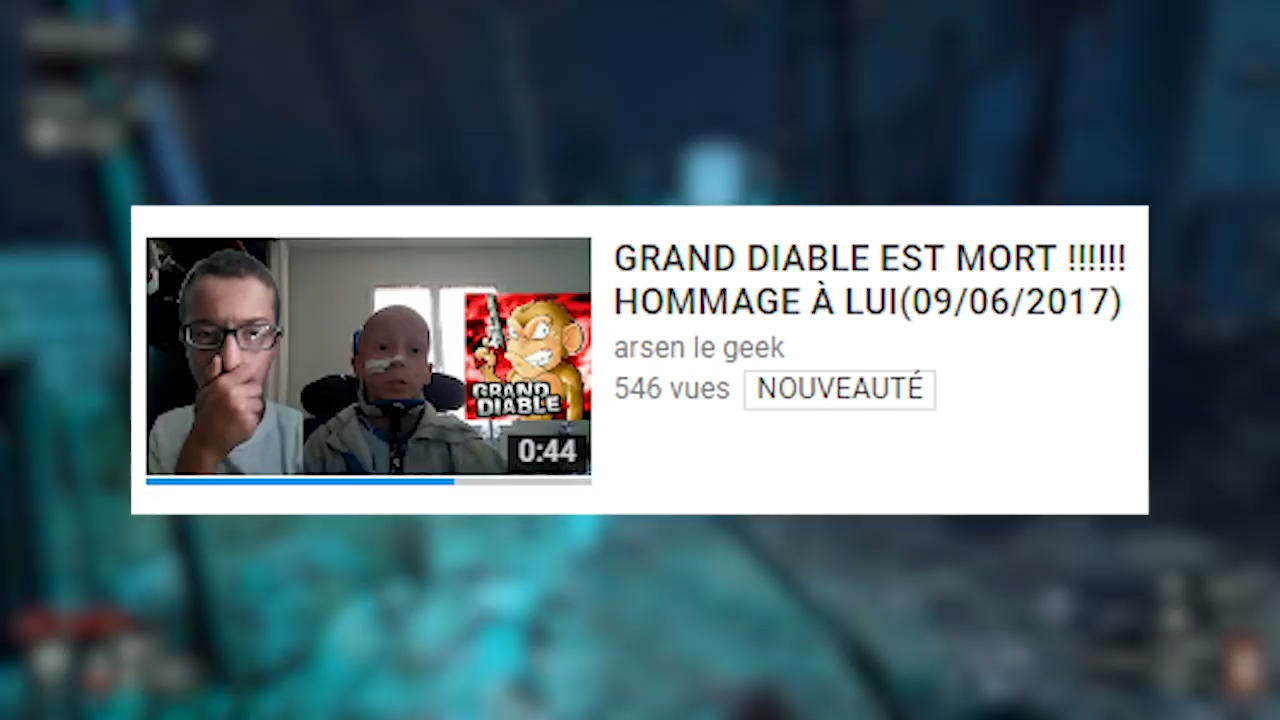 GRAND DIABLE EST MORT !!!!!!
HOMMAGE À LUI(09/06/2017)
arsen le geek
546 vues NOUVEAUTÉ
GRAND
DIABLE
0:44